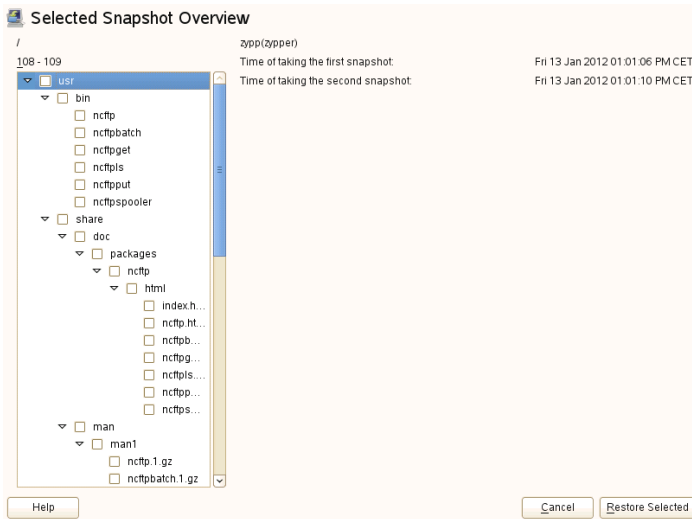 Selected Snapshot Overview
/
108 - 109
usr
bin
ncftp
ncftpbatch
ncftpget
ncftpls
ncftpput
ncftpspooler
share
doc
packages
ncftp
html
index.h...
ncftp.ht...
ncftpb...
ncftpg...
ncftpls....
ncftpp...
ncftps...
man
man1
ncftp.1.gz
ncftpbatch.1.gz
zypp(zypper)
Time of taking the first snapshot: Fri 13 Jan 2012 01:01:06 PM CET
Time of taking the second snapshot: Fri 13 Jan 2012 01:01:10 PM CET
Help
Cancel
Restore Selected